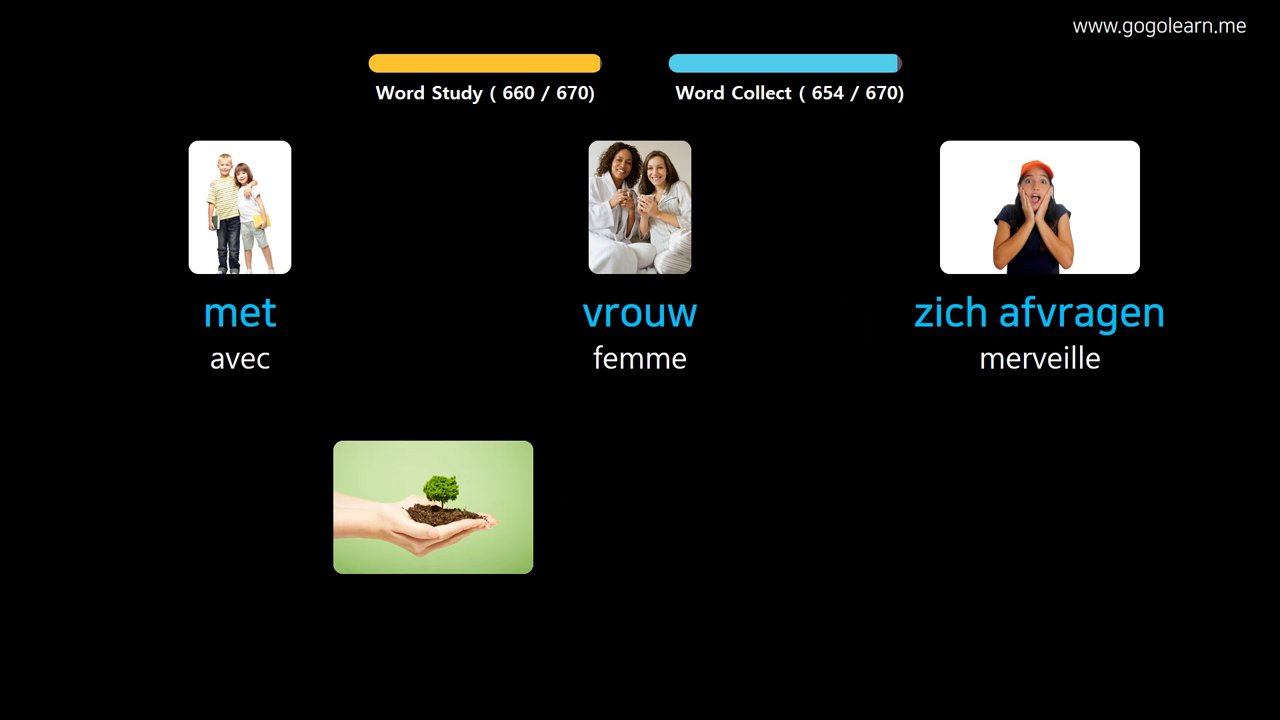 www.gogolearn.me
Word Study ( 660 / 670)
Word Collect ( 654 / 670)
met
vrouw
zich afvragen
avec
femme
merveille